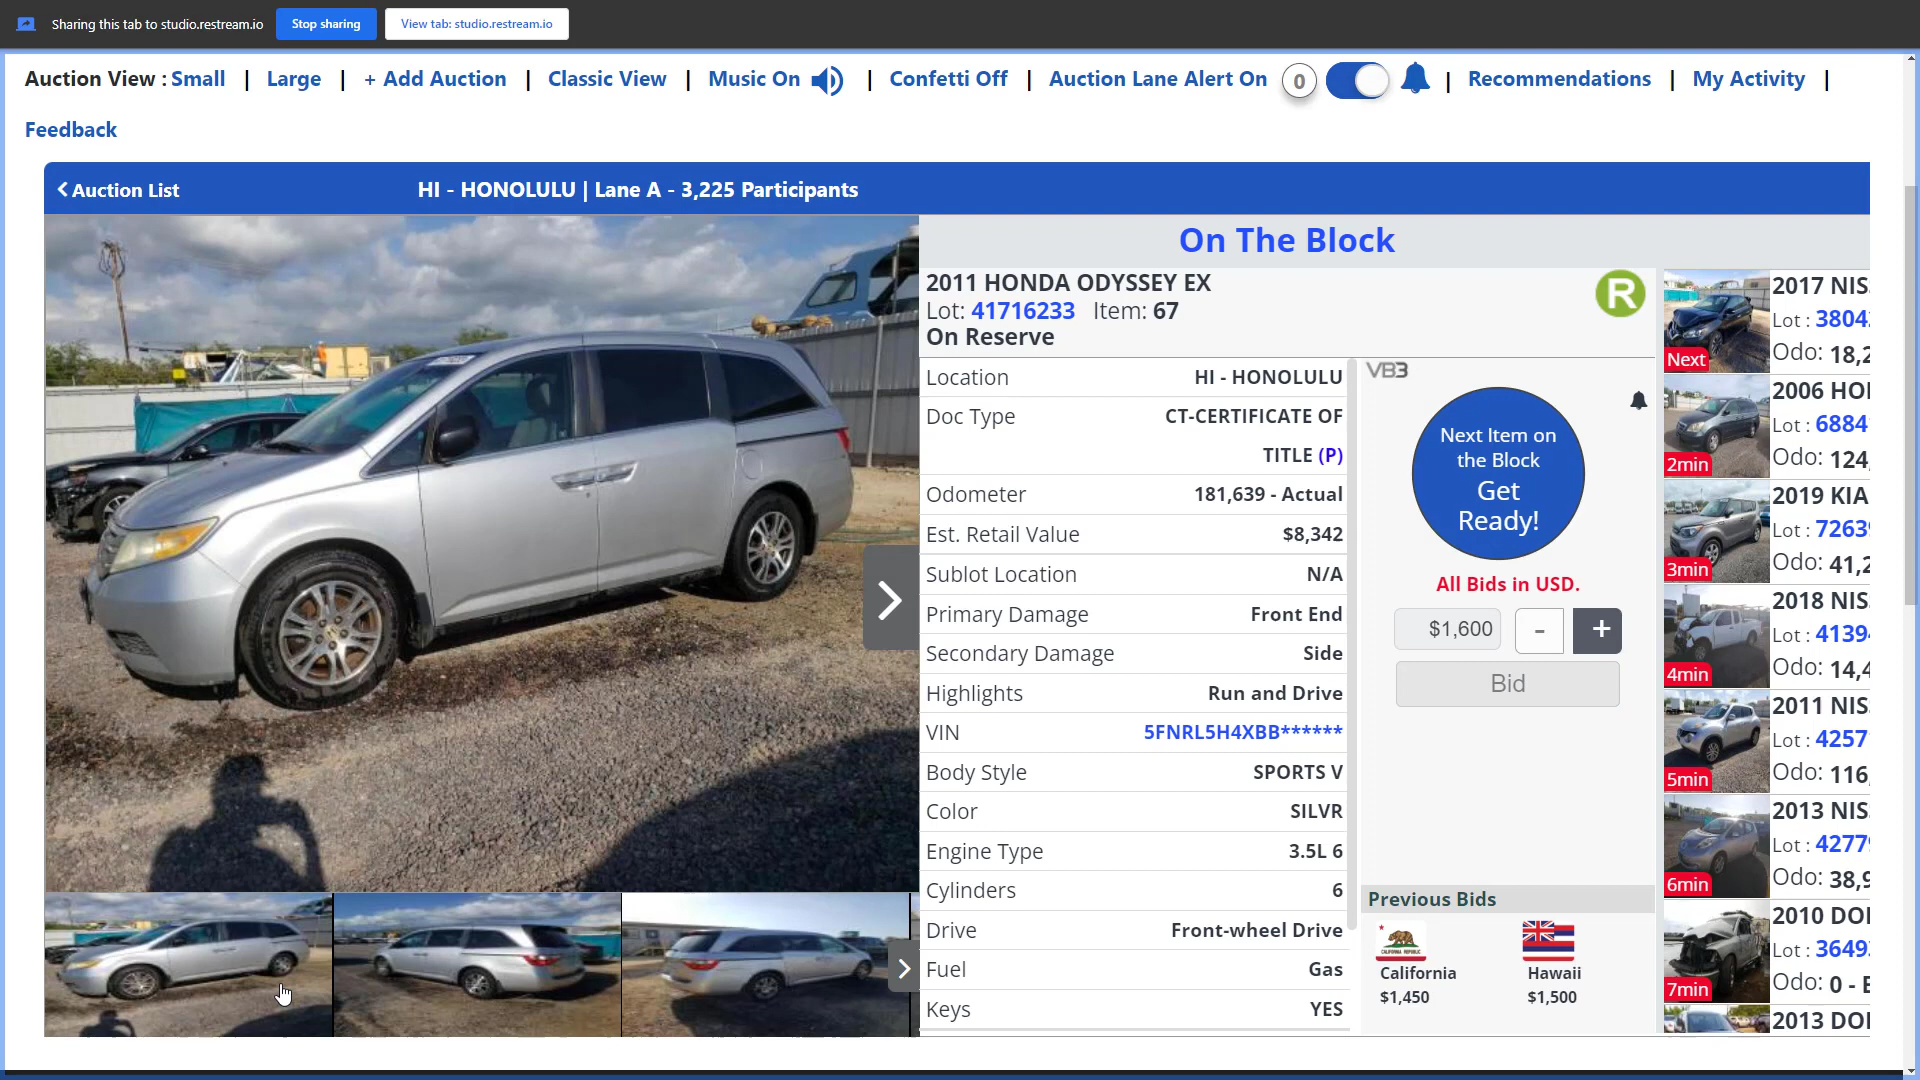 Sharing this tab to studio.restream.io
Stop sharing
View tab: studio.restream.io
Auction View : Small | Large | + Add Auction | Classic View | Music On | Confetti Off | Auction Lane Alert On 0 | Recommendations | My Activity |
Feedback
Auction List
HI - HONOLULU | Lane A - 3,225 Participants
On The Block
2011 HONDA ODYSSEY EX
Lot: 41716233 Item: 67
On Reserve
R
Location HI - HONOLULU
Doc Type CT-CERTIFICATE OF
TITLE (P)
Odometer 181,639 - Actual
Est. Retail Value $8,342
Sublot Location N/A
Primary Damage Front End
Secondary Damage Side
Highlights Run and Drive
VIN 5FNRL5H4XBB******
Body Style SPORTS V
Color SILVR
Engine Type 3.5L 6
Cylinders 6
Drive Front-wheel Drive
Fuel Gas
Keys YES
VB3
Next Item on
the Block
Get
Ready!
All Bids in USD.
$1,600 - +
Bid
Previous Bids
California
$1,450
Hawaii
$1,500
2017 NIS
Lot : 3804
Odo: 18,2
Next
2006 HO
Lot : 6884
Odo: 124,
2min
2019 KIA
Lot : 7263
Odo: 41,2
3min
2018 NIS
Lot : 4139
Odo: 14,4
4min
2011 NIS
Lot : 4257
Odo: 116,
5min
2013 NIS
Lot : 4277
Odo: 38,9
6min
2010 DO
Lot : 3649
Odo: 0 - E
7min
2013 DO